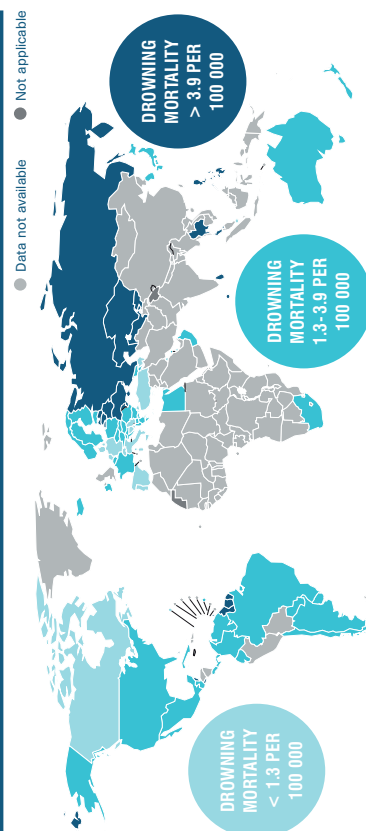 Data not available
Not applicable
DROWNING
MORTALITY
< 1.3 PER
100 000
DROWNING
MORTALITY
1.3-3.9 PER
100 000
DROWNING
MORTALITY
> 3.9 PER
100 000